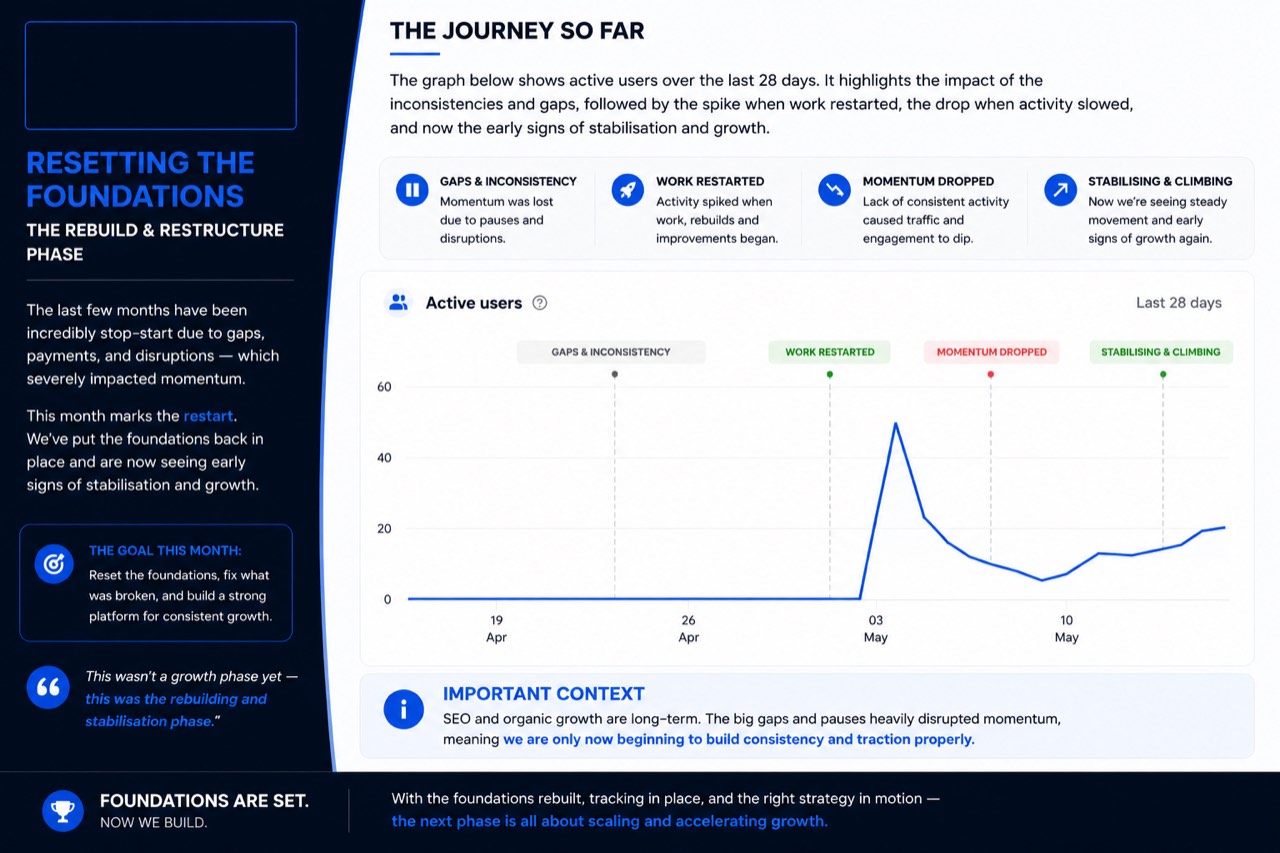 RESETTING THE
FOUNDATIONS
THE REBUILD & RESTRUCTURE
PHASE
The last few months have been
incredibly stop-start due to gaps,
payments, and disruptions — which
severely impacted momentum.
This month marks the restart.
We've put the foundations back in
place and are now seeing early
signs of stabilisation and growth.
THE GOAL THIS MONTH:
Reset the foundations, fix what
was broken, and build a strong
platform for consistent growth.
This wasn't a growth phase yet —
this was the rebuilding and
stabilisation phase."
THE JOURNEY SO FAR
The graph below shows active users over the last 28 days. It highlights the impact of the
inconsistencies and gaps, followed by the spike when work restarted, the drop when activity slowed,
and now the early signs of stabilisation and growth.
GAPS & INCONSISTENCY
Momentum was lost
due to pauses and
disruptions.
WORK RESTARTED
Activity spiked when
work, rebuilds and
improvements began.
MOMENTUM DROPPED
Lack of consistent activity
caused traffic and
engagement to dip.
STABILISING & CLIMBING
Now we're seeing steady
movement and early
signs of growth again.
Active users ?
Last 28 days
GAPS & INCONSISTENCY
WORK RESTARTED
MOMENTUM DROPPED
STABILISING & CLIMBING
60
40
20
0
19
Apr
26
Apr
03
May
10
May
IMPORTANT CONTEXT
SEO and organic growth are long-term. The big gaps and pauses heavily disrupted momentum,
meaning we are only now beginning to build consistency and traction properly.
FOUNDATIONS ARE SET.
NOW WE BUILD.
With the foundations rebuilt, tracking in place, and the right strategy in motion —
the next phase is all about scaling and accelerating growth.